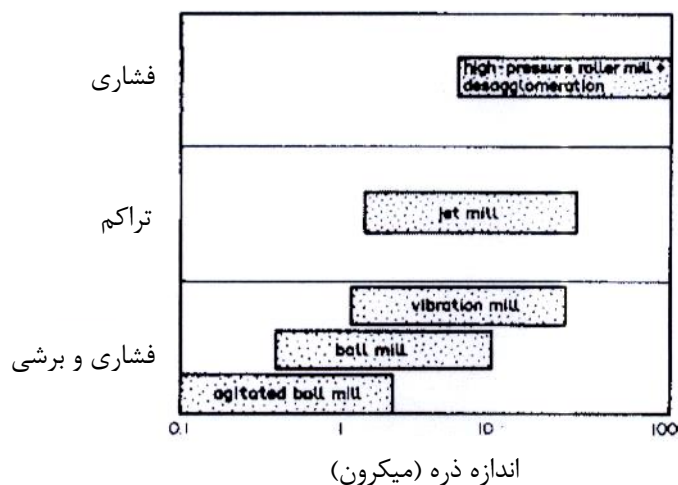 فشاری
high-pressure roller mill +
desagglomeration
تراکم
jet mill
vibration mill
فشاری و برشی
ball mill
agitated ball mill
0.1 1 10 100
اندازه ذره (میکرون)